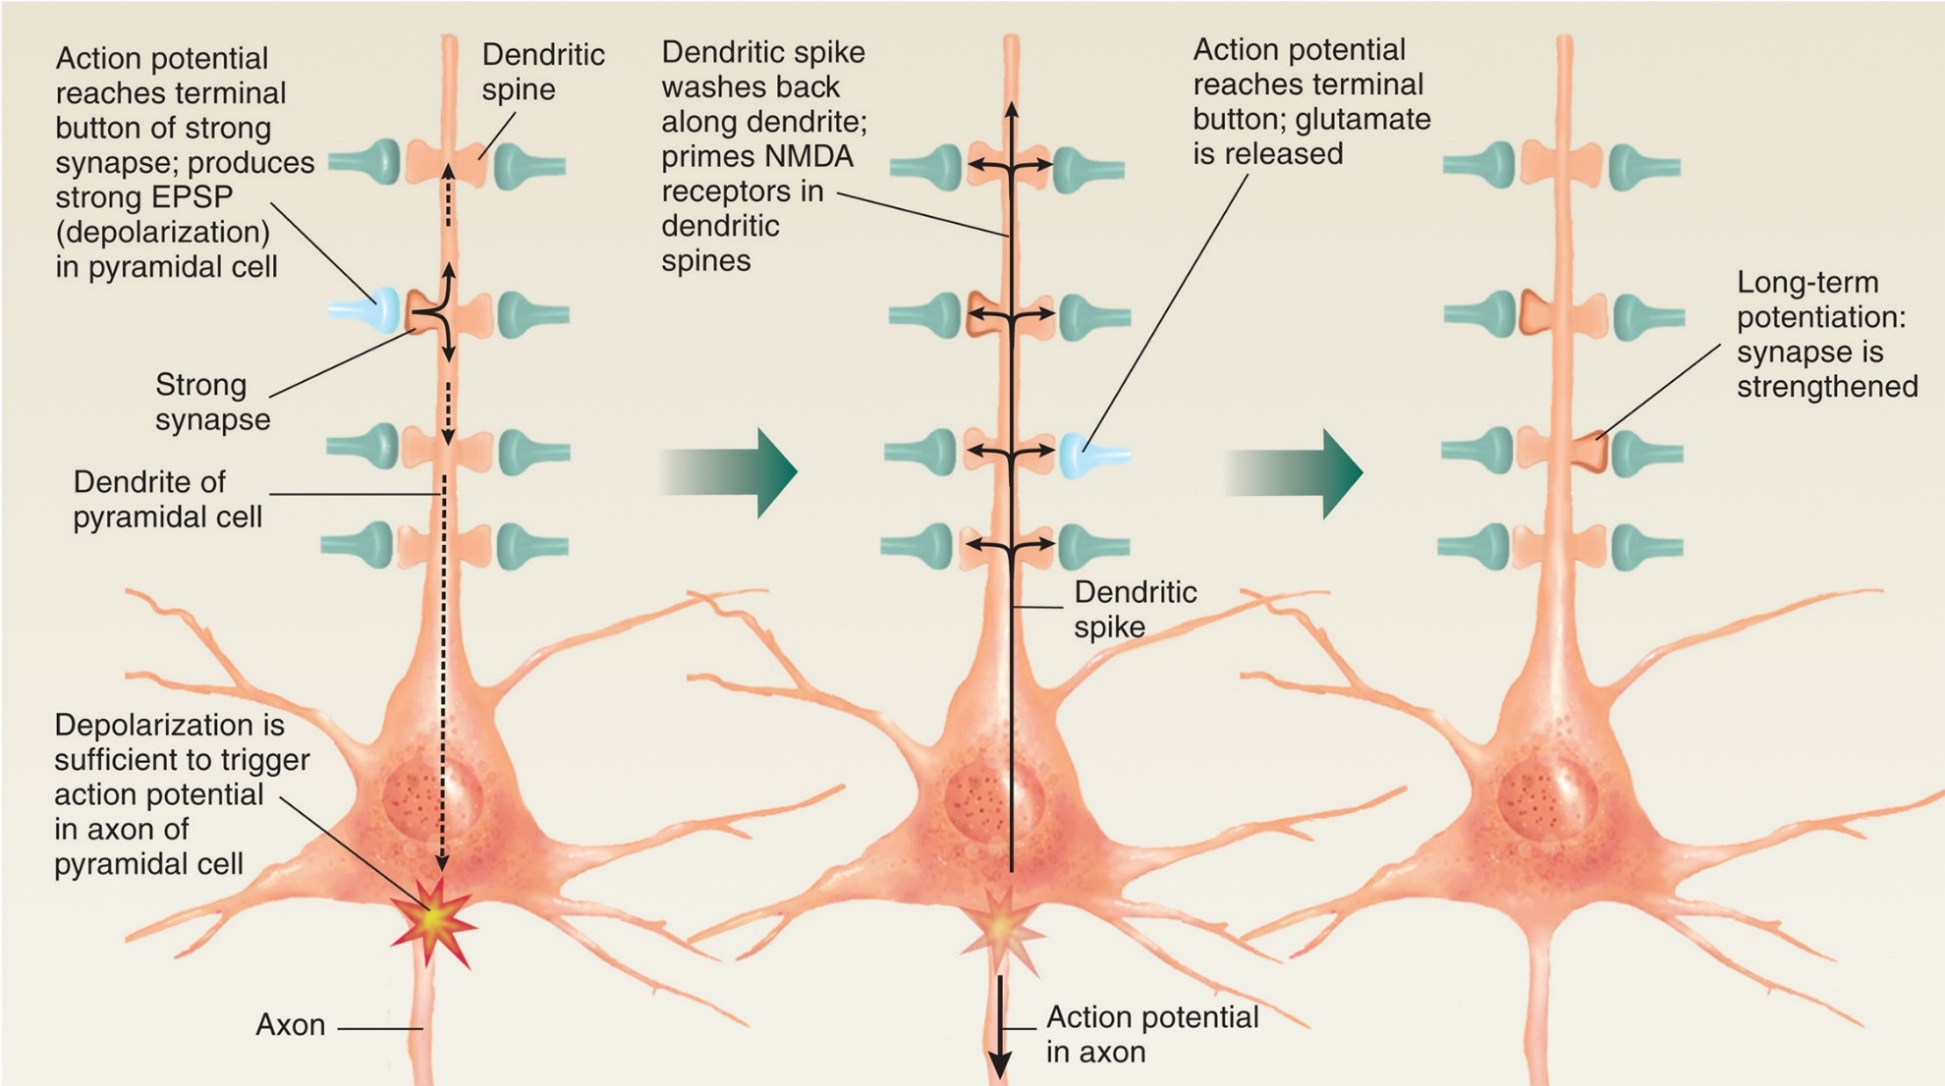 Action potential
reaches terminal
button of strong
synapse; produces
strong EPSP
(depolarization)
in pyramidal cell
Dendritic
spine
Strong
synapse
Dendrite of
pyramidal cell
Depolarization is
sufficient to trigger
action potential
in axon of
pyramidal cell
Axon
Dendritic spike
washes back
along dendrite;
primes NMDA
receptors in
dendritic
spines
Action potential
reaches terminal
button; glutamate
is released
Dendritic
spike
Action potential
in axon
Long-term
potentiation:
synapse is
strengthened